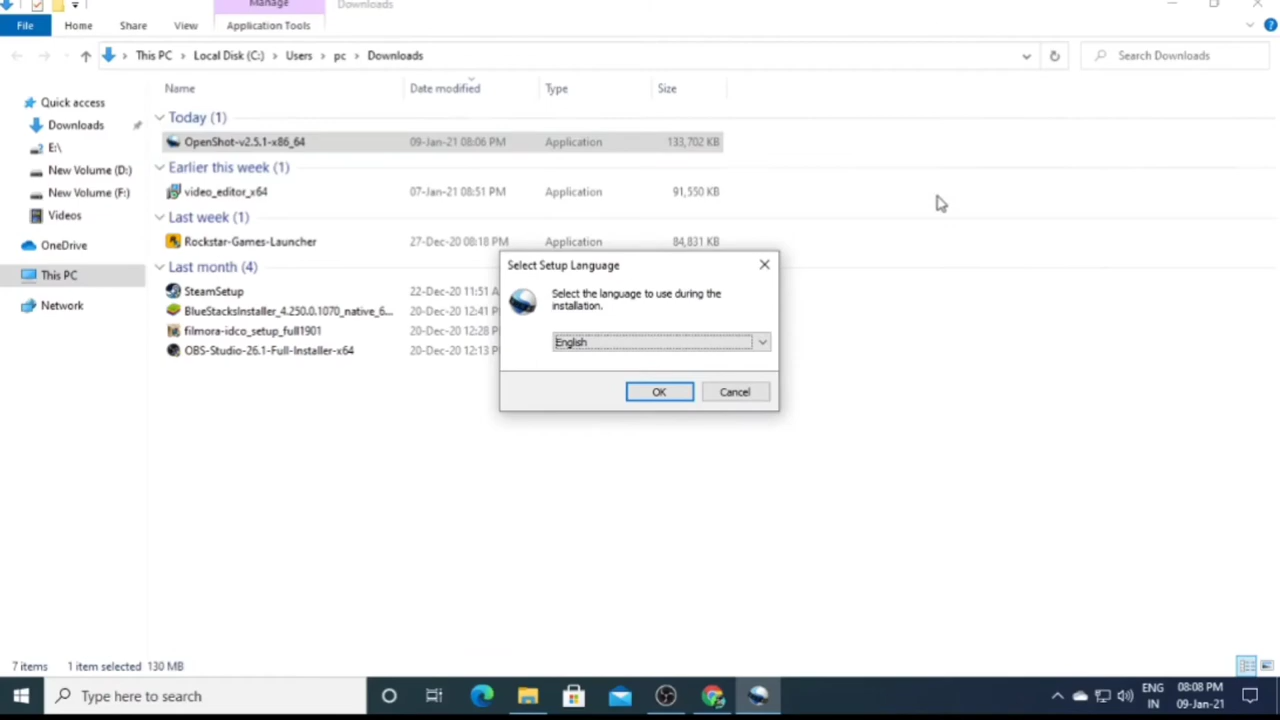 Manage
Downloads
File
Home
Share
View
Application Tools
This PC
Local Disk (C:)
Users
pc
Downloads
Search Downloads
Name
Date modified
Type
Size
Quick access
Downloads
E:\
New Volume (D:)
New Volume (F:)
Videos
OneDrive
This PC
Network
Today (1)
OpenShot-v2.5.1-x86_64 09-Jan-21 08:06 PM Application 133,702 KB
Earlier this week (1)
video_editor_x64 07-Jan-21 08:51 PM Application 91,550 KB
Last week (1)
Rockstar-Games-Launcher 27-Dec-20 08:18 PM Application 84,831 KB
Last month (4)
SteamSetup 22-Dec-20 11:51 A
BlueStacksInstaller_4.250.0.1070_native_6... 20-Dec-20 12:41 P
filmora-idco_setup_full1901 20-Dec-20 12:28 P
OBS-Studio-26.1-Full-Installer-x64 20-Dec-20 12:13 P
Select Setup Language
Select the language to use during the
installation.
English
OK
Cancel
7 items
1 item selected 130 MB
Type here to search
ENG
IN
08:08 PM
09-Jan-21